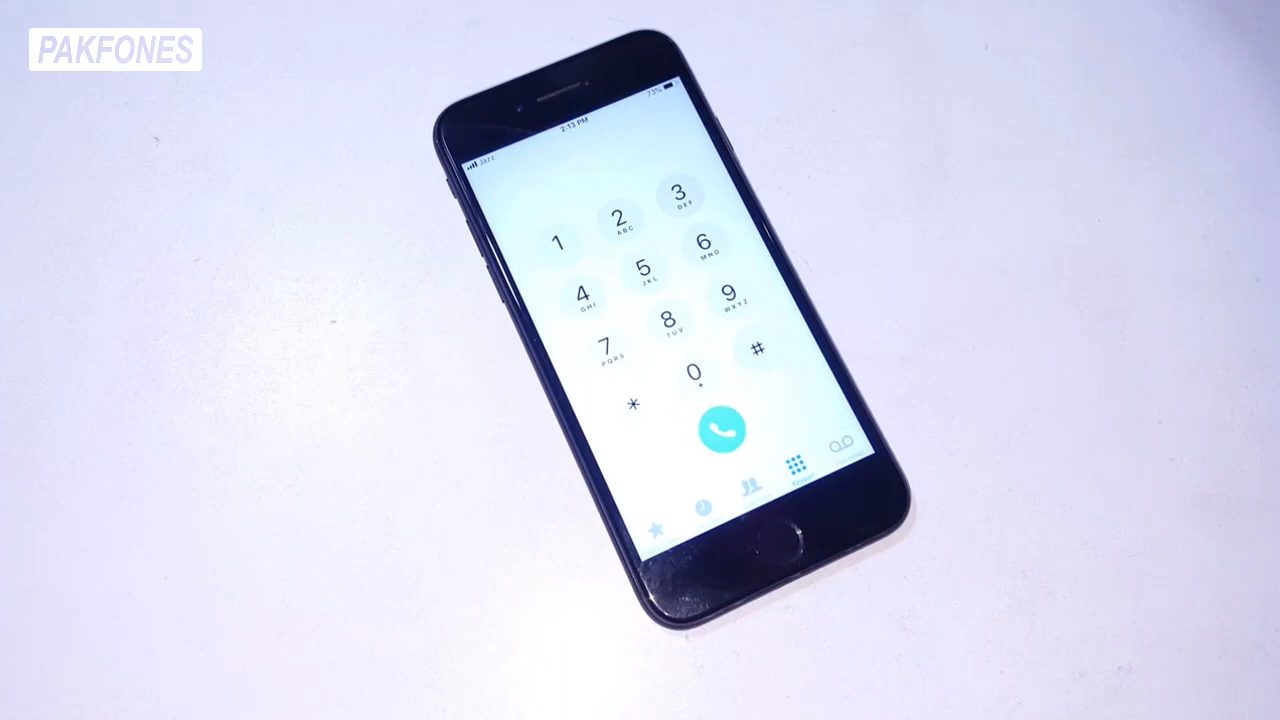 PAKFONES
Jazz
2:13 PM
73%
1
2
ABC
3
DEF
4
GHI
5
JKL
6
MNO
7
PQRS
8
TUV
9
WXYZ
*
0
+
#
Keypad